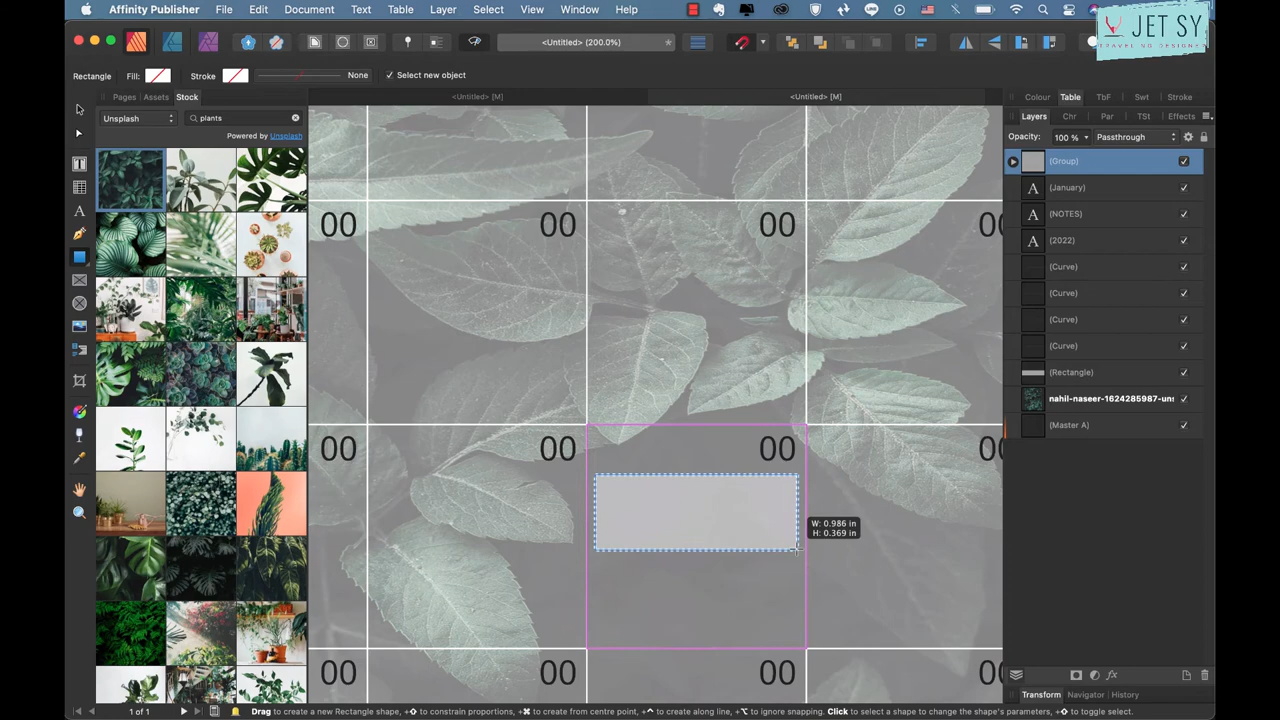 Affinity Publisher File Edit Document Text Table Layer Select View Window Help
JET SY
TRAVELING DESIGNER
<Untitled> (200.0%)
Rectangle Fill: Stroke None Select new object
Pages Assets Stock
<Untitled> [M]
<Untitled> [M]
Colour Table TbF Swt Stroke
Unsplash
plants
Powered by Unsplash
Layers Chr Par TSt Effects
Opacity: 100 % Passthrough
(Group)
(January)
(NOTES)
(2022)
(Curve)
(Curve)
(Curve)
(Curve)
(Rectangle)
nahil-naseer-1624285987-uns
(Master A)
00 00 00 00
00 00 00
00 00 00
W: 0.986 in
H: 0.369 in
Transform Navigator History
1 of 1
Drag to create a new Rectangle shape, +⇧ to constrain proportions, +⌘ to create from centre point, +⌃ to create along line, +⌥ to ignore snapping. Click to select a shape to change the shape's parameters, +⇧ to toggle select.